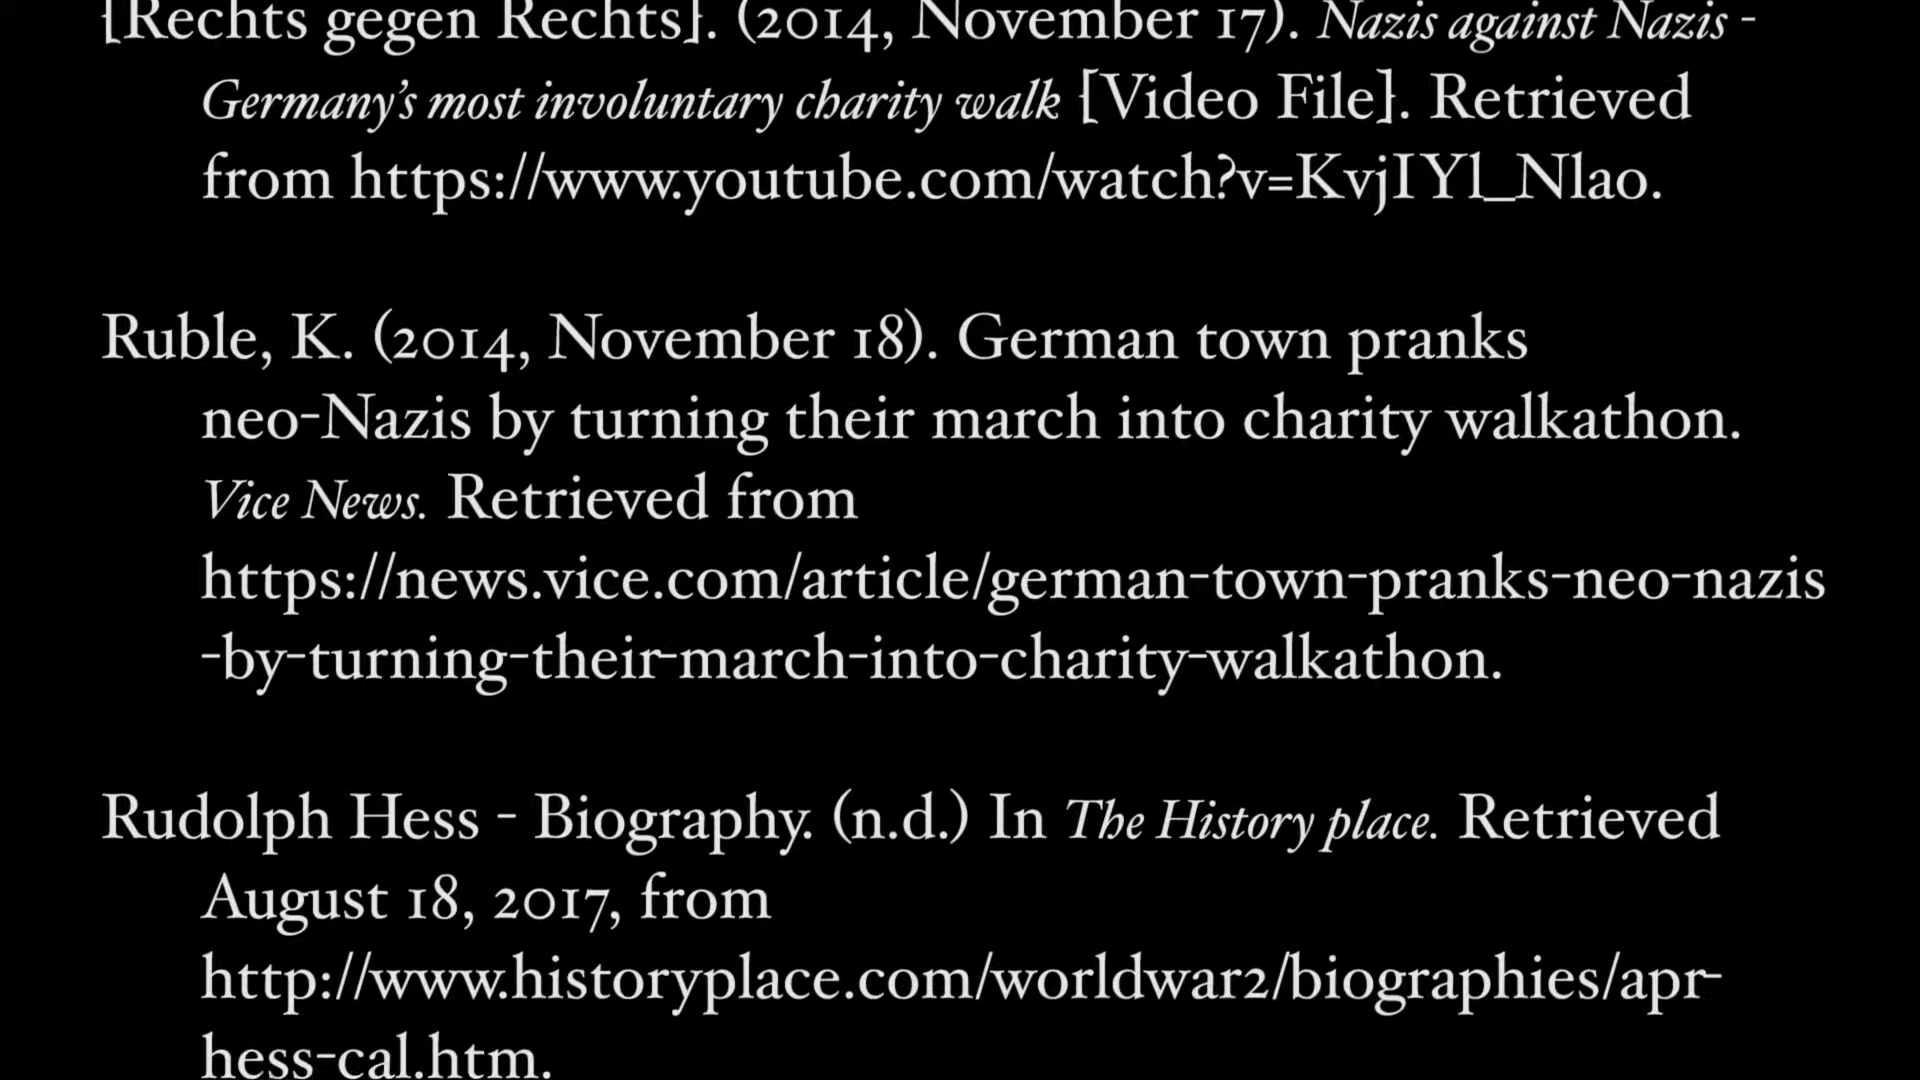 [Rechts gegen Rechts]. (2014, November 17). Nazis against Nazis -
Germany's most involuntary charity walk [Video File]. Retrieved
from https://www.youtube.com/watch?v=KvjIYl_Nlao.
Ruble, K. (2014, November 18). German town pranks
neo-Nazis by turning their march into charity walkathon.
Vice News. Retrieved from
https://news.vice.com/article/german-town-pranks-neo-nazis
-by-turning-their-march-into-charity-walkathon.
Rudolph Hess - Biography. (n.d.) In The History place. Retrieved
August 18, 2017, from
http://www.historyplace.com/worldwar2/biographies/apr-
hess-cal.htm.